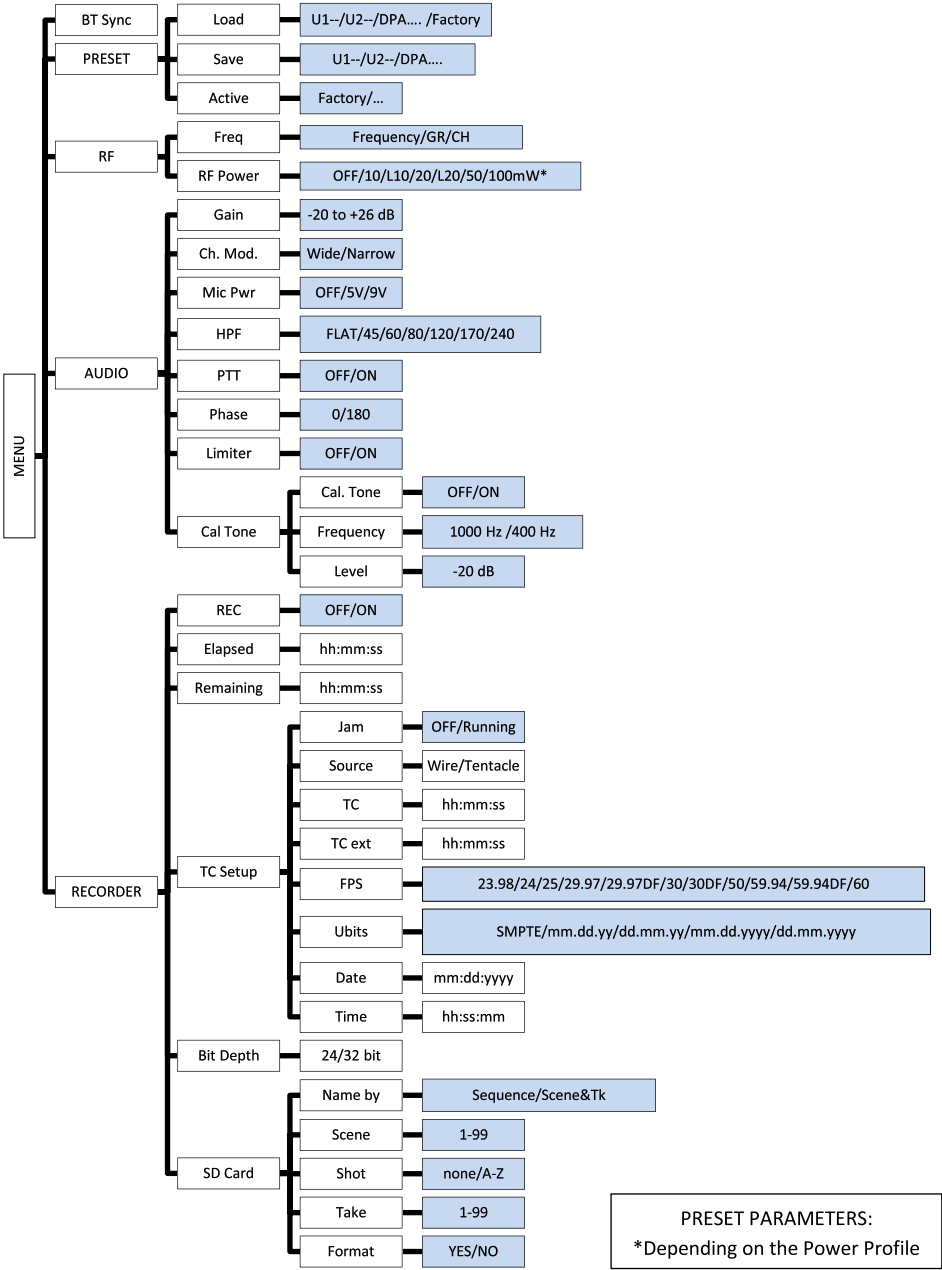 MENU
BT Sync
PRESET
Load
U1--/U2--/DPA.... /Factory
Save
U1--/U2--/DPA....
Active
Factory/...
RF
Freq
Frequency/GR/CH
RF Power
OFF/10/L10/20/L20/50/100mW*
AUDIO
Gain
-20 to +26 dB
Ch. Mod.
Wide/Narrow
Mic Pwr
OFF/5V/9V
HPF
FLAT/45/60/80/120/170/240
PTT
OFF/ON
Phase
0/180
Limiter
OFF/ON
Cal Tone
Cal. Tone
OFF/ON
Frequency
1000 Hz /400 Hz
Level
-20 dB
RECORDER
REC
OFF/ON
Elapsed
hh:mm:ss
Remaining
hh:mm:ss
TC Setup
Jam
OFF/Running
Source
Wire/Tentacle
TC
hh:mm:ss
TC ext
hh:mm:ss
FPS
23.98/24/25/29.97/29.97DF/30/30DF/50/59.94/59.94DF/60
Ubits
SMPTE/mm.dd.yy/dd.mm.yy/mm.dd.yyyy/dd.mm.yyyy
Date
mm:dd:yyyy
Time
hh:ss:mm
Bit Depth
24/32 bit
SD Card
Name by
Sequence/Scene&Tk
Scene
1-99
Shot
none/A-Z
Take
1-99
Format
YES/NO
PRESET PARAMETERS:
*Depending on the Power Profile